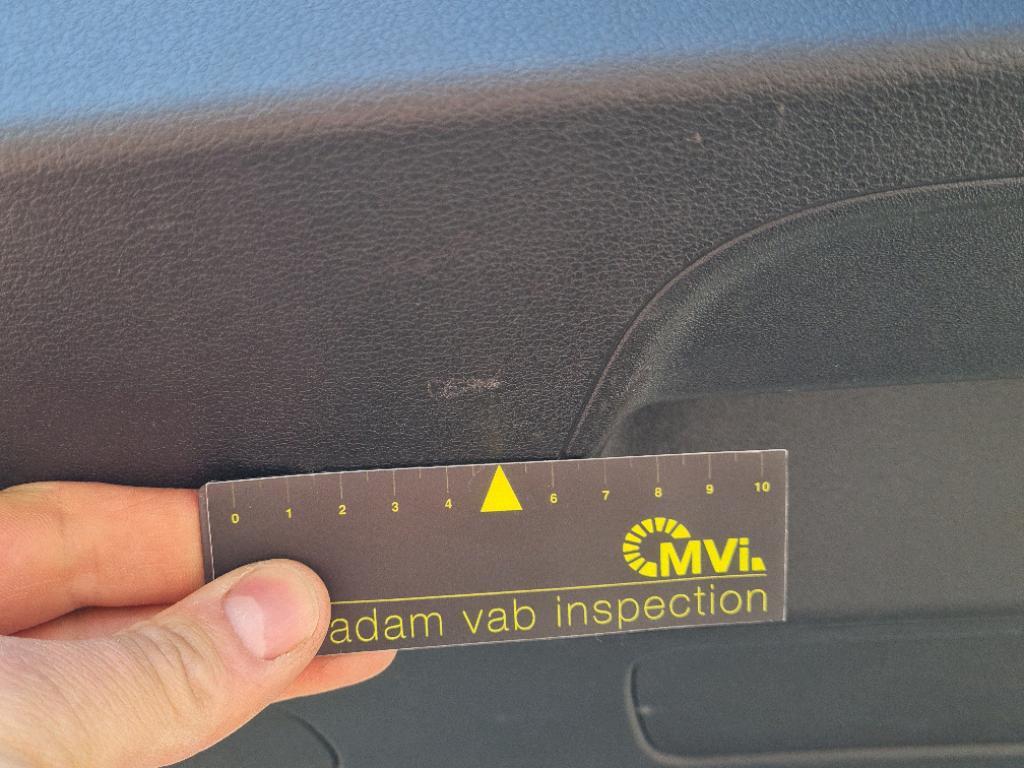 0 1 2 3 4 6 7 8 9 10
MVi.
adam vab inspection